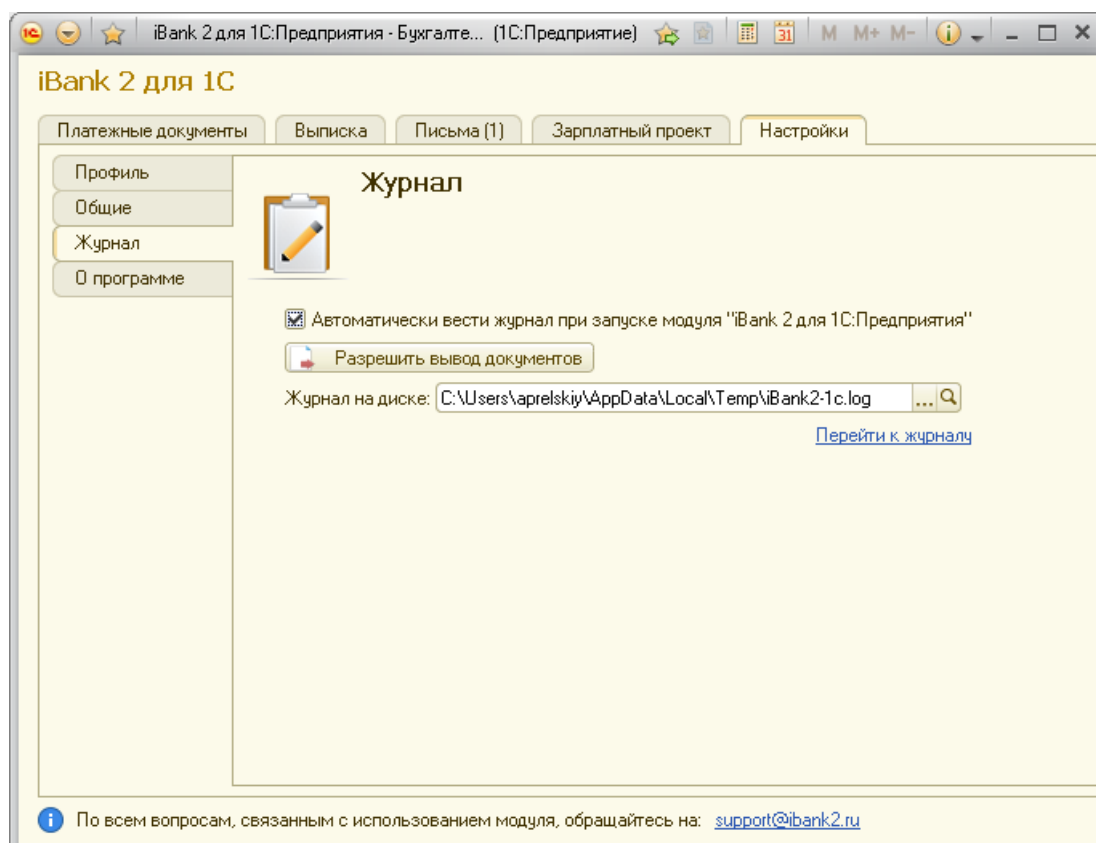 iBank 2 для 1С:Предприятия - Бухгалте... (1С:Предприятие) 31 M M+ M-
iBank 2 для 1С
Платежные документы Выписка Письма (1) Зарплатный проект Настройки
Профиль
Общие
Журнал
О программе
Журнал
Автоматически вести журнал при запуске модуля "iBank 2 для 1С:Предприятия"
Разрешить вывод документов
Журнал на диске: C:\Users\aprelskiy\AppData\Local\Temp\iBank2-1c.log ...
Перейти к журналу
По всем вопросам, связанным с использованием модуля, обращайтесь на: support@ibank2.ru